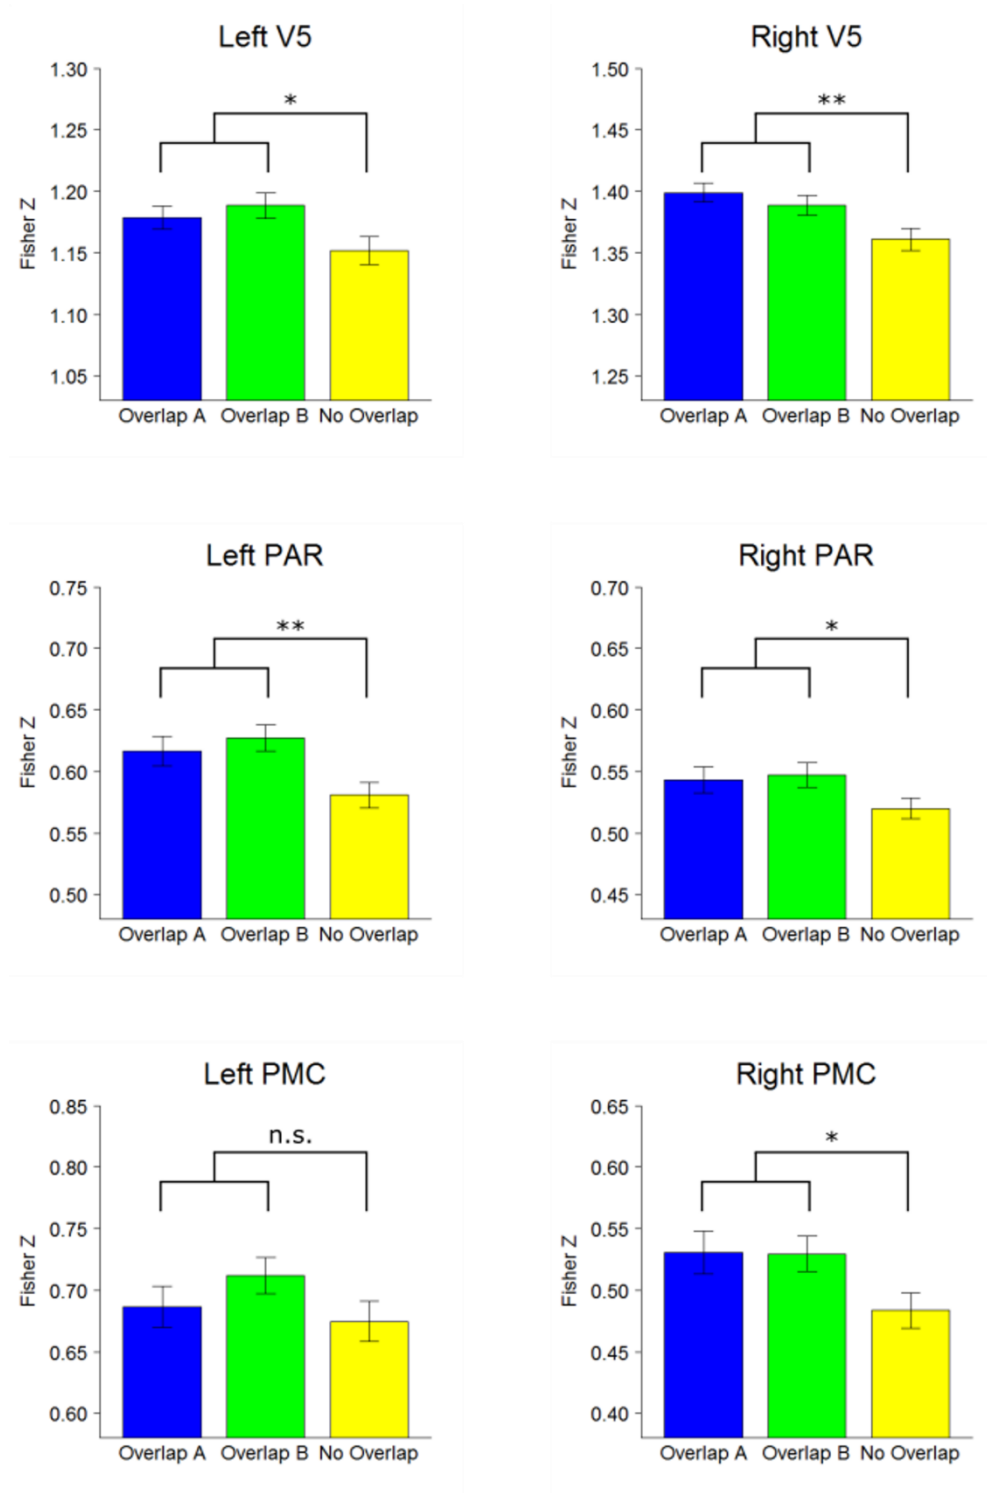 Left V5
1.30
*
1.25
1.20
Fisher Z
1.15
1.10
1.05
Overlap A Overlap B No Overlap
Right V5
1.50
**
1.45
1.40
Fisher Z
1.35
1.30
1.25
Overlap A Overlap B No Overlap
Left PAR
0.75
**
0.70
0.65
Fisher Z
0.60
0.55
0.50
Overlap A Overlap B No Overlap
Right PAR
0.70
*
0.65
0.60
Fisher Z
0.55
0.50
0.45
Overlap A Overlap B No Overlap
Left PMC
0.85
n.s.
0.80
0.75
Fisher Z
0.70
0.65
0.60
Overlap A Overlap B No Overlap
Right PMC
0.65
*
0.60
0.55
Fisher Z
0.50
0.45
0.40
Overlap A Overlap B No Overlap